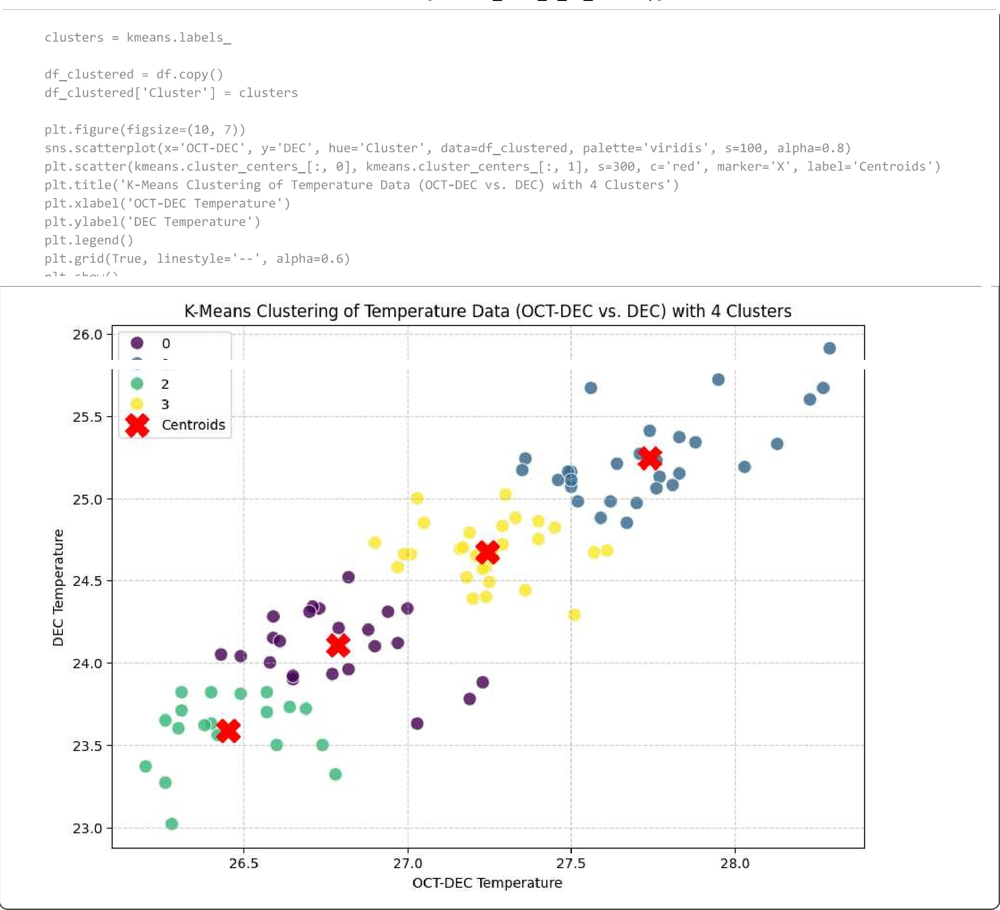 clusters = kmeans.labels_
df_clustered = df.copy()
df_clustered['Cluster'] = clusters
plt.figure(figsize=(10, 7))
sns.scatterplot(x='OCT-DEC', y='DEC', hue='Cluster', data=df_clustered, palette='viridis', s=100, alpha=0.8)
plt.scatter(kmeans.cluster_centers_[:, 0], kmeans.cluster_centers_[:, 1], s=300, c='red', marker='X', label='Centroids')
plt.title('K-Means Clustering of Temperature Data (OCT-DEC vs. DEC) with 4 Clusters')
plt.xlabel('OCT-DEC Temperature')
plt.ylabel('DEC Temperature')
plt.legend()
plt.grid(True, linestyle='--', alpha=0.6)
plt.show()
K-Means Clustering of Temperature Data (OCT-DEC vs. DEC) with 4 Clusters
26.0
0
2
3
25.5
Centroids
25.0
DEC Temperature
24.5
24.0
23.5
23.0
26.5 27.0 27.5 28.0
OCT-DEC Temperature